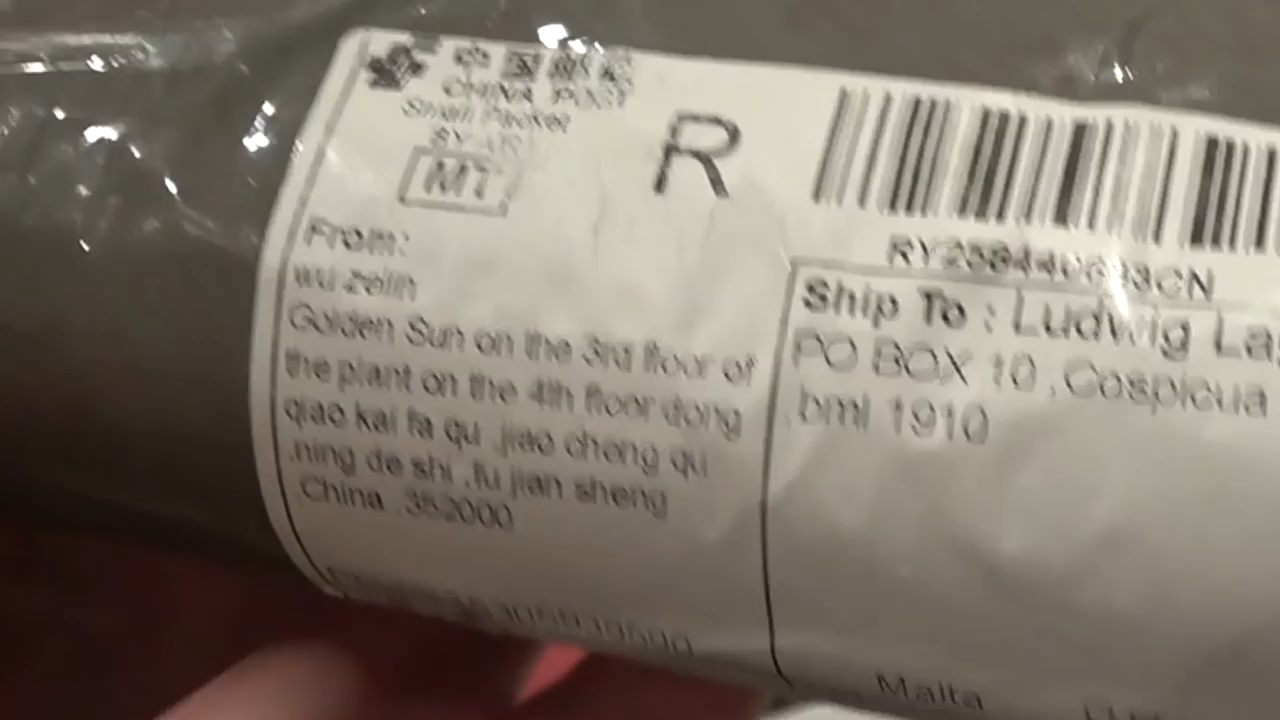 中国邮政
CHINA POST
Small Packet
BY AIR
MT
R
From:
wu zelin
Golden Sun on the 3rd floor of
the plant on the 4th floor dong
qiao kai fa qu .jiao cheng qu
.ning de shi .fu jian sheng
China .352000
Ship To : Ludwig
PO BOX 10 , Cospicua
.bml 1910
Malta